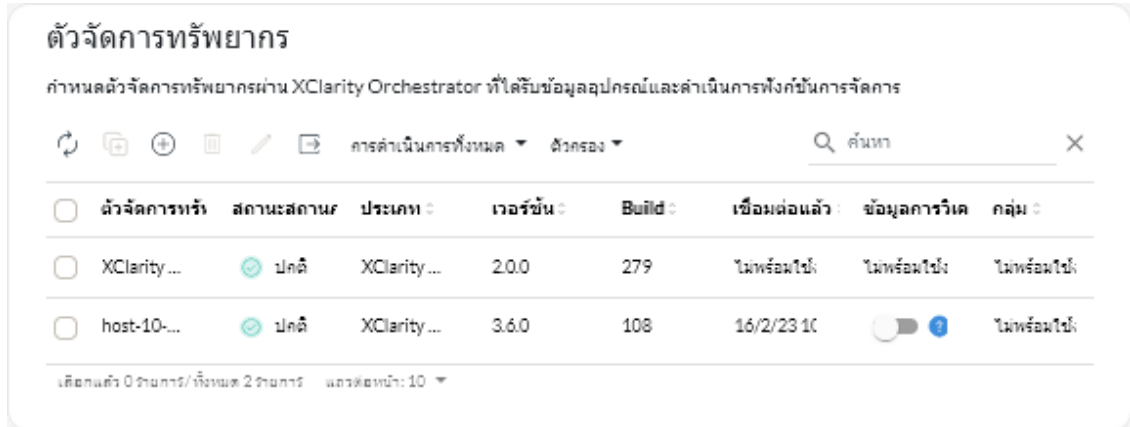 ตัวจัดการทรัพยากร
กำหนดตัวจัดการทรัพยากรผ่าน XClarity Orchestrator ที่ได้รับข้อมูลอุปกรณ์และดำเนินการฟังก์ชันการจัดการ
การดำเนินการทั้งหมด ตัวกรอง ค้นหา
ตัวจัดการทรัพ สถานะสถานภ ประเภท เวอร์ชัน Build เชื่อมต่อแล้ว ข้อมูลการวิเค กลุ่ม
XClarity ... ปกติ XClarity ... 2.0.0 279 ไม่พร้อมใช้ง ไม่พร้อมใช้ง ไม่พร้อมใช้ง
host-10-... ปกติ XClarity ... 3.6.0 108 16/2/23 10 ไม่พร้อมใช้ง
เลือกแล้ว 0 รายการ/ ทั้งหมด 2 รายการ แถวต่อหน้า: 10